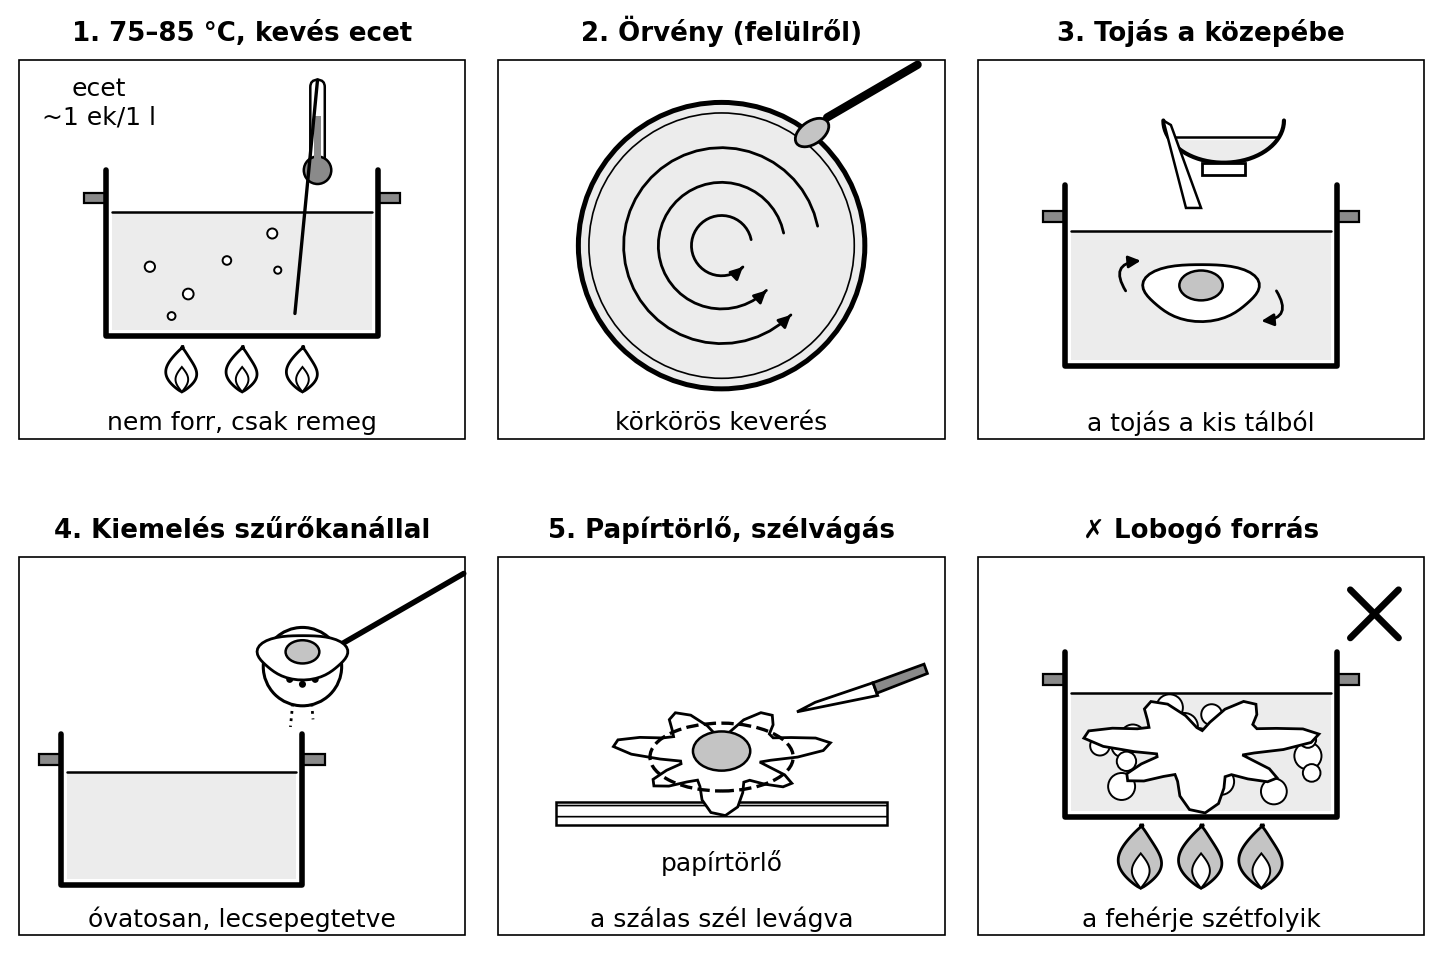 1. 75–85 °C, kevés ecet
ecet
~1 ek/1 l
nem forr, csak remeg
2. Örvény (felülről)
körkörös keverés
3. Tojás a közepébe
a tojás a kis tálból
4. Kiemelés szűrőkanállal
óvatosan, lecsepegtetve
5. Papírtörlő, szélvágás
papírtörlő
a szálas szél levágva
✗ Lobogó forrás
a fehérje szétfolyik